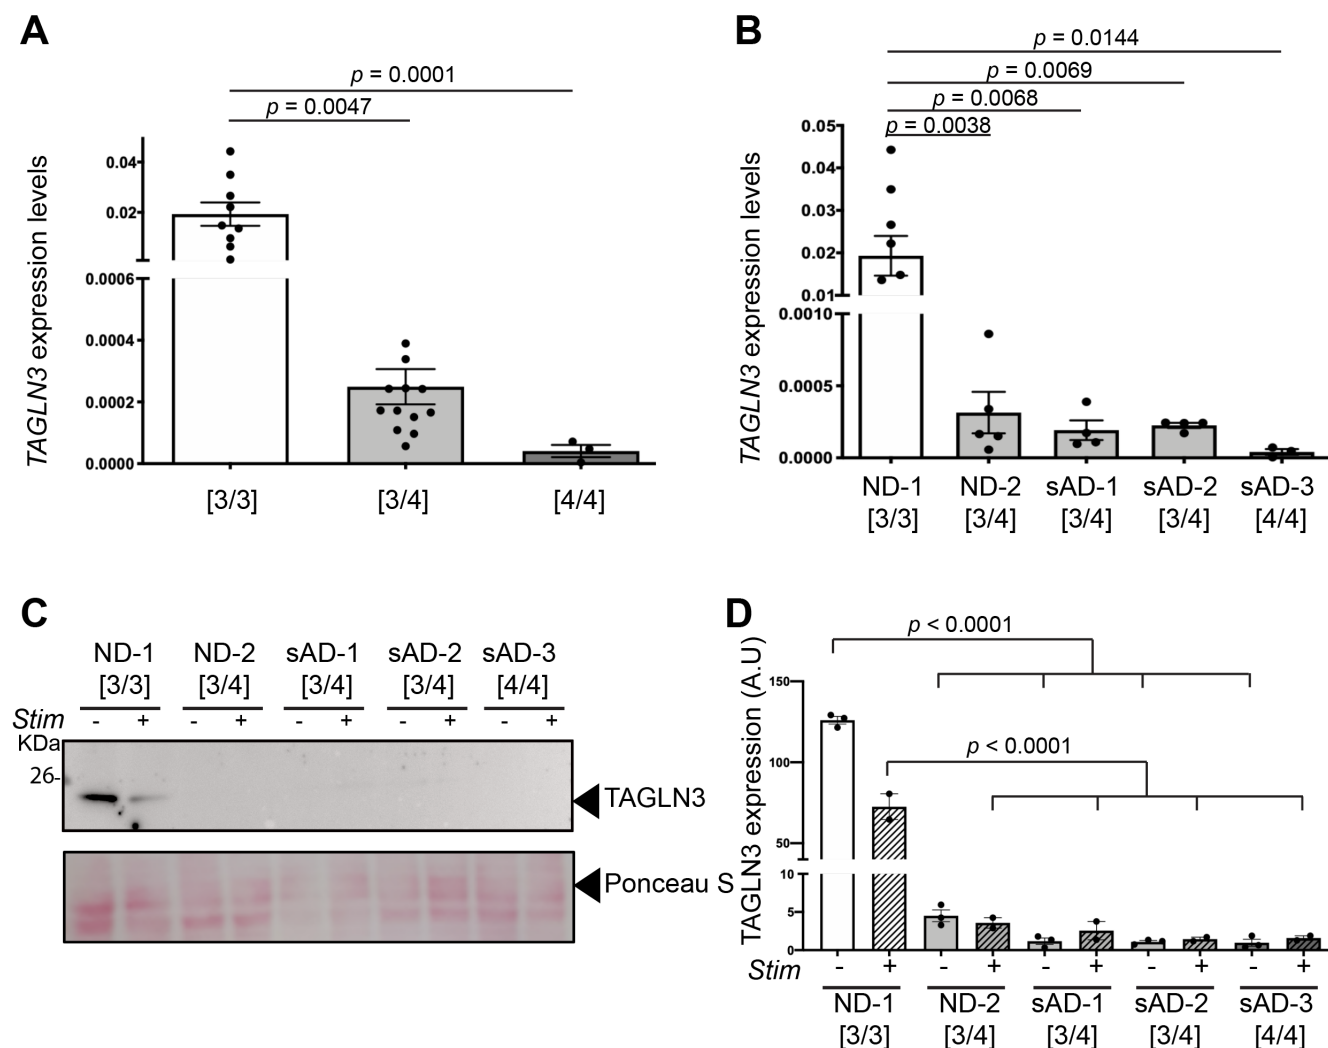 A
p = 0.0001
p = 0.0047
TAGLN3 expression levels
0.04
0.02
0.0006
0.0004
0.0002
0.0000
[3/3] [3/4] [4/4]
B
p = 0.0144
p = 0.0069
p = 0.0068
p = 0.0038
TAGLN3 expression levels
0.05
0.04
0.03
0.02
0.01
0.0010
0.0005
0.0000
ND-1 ND-2 sAD-1 sAD-2 sAD-3
[3/3] [3/4] [3/4] [3/4] [4/4]
C
ND-1 ND-2 sAD-1 sAD-2 sAD-3
[3/3] [3/4] [3/4] [3/4] [4/4]
Stim - + - + - + - + - +
KDa
26-
TAGLN3
Ponceau S
D
p < 0.0001
p < 0.0001
TAGLN3 expression (A.U)
150
100
50
10
5
0
Stim - + - + - + - + - +
ND-1 ND-2 sAD-1 sAD-2 sAD-3
[3/3] [3/4] [3/4] [3/4] [4/4]